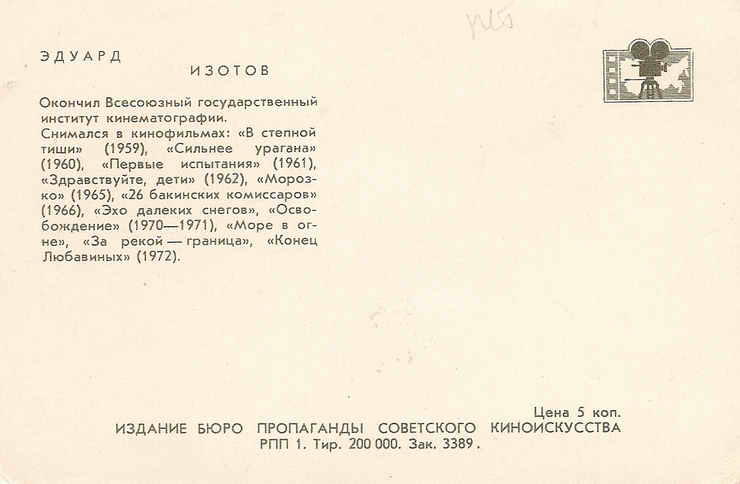 ЭДУАРД
ИЗОТОВ
Окончил Всесоюзный государственный
институт кинематографии.
Снимался в кинофильмах: «В степной
тиши» (1959), «Сильнее урагана»
(1960), «Первые испытания» (1961),
«Здравствуйте, дети» (1962), «Мороз-
ко» (1965), «26 бакинских комиссаров»
(1966), «Эхо далеких снегов», «Осво-
бождение» (1970—1971), «Море в ог-
не», «За рекой — граница», «Конец
Любавиных» (1972).
Цена 5 коп.
ИЗДАНИЕ БЮРО ПРОПАГАНДЫ СОВЕТСКОГО КИНОИСКУССТВА
РПП 1. Тир. 200 000. Зак. 3389.